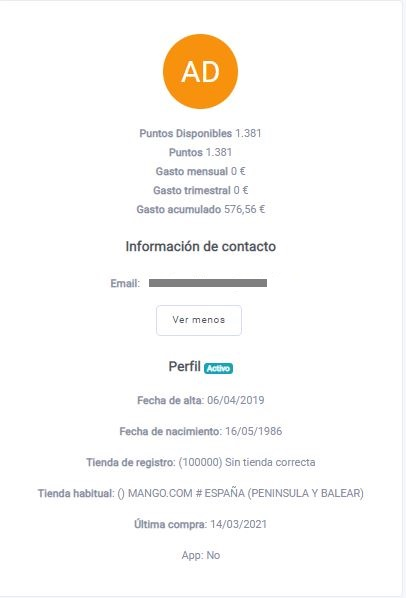 AD
Puntos Disponibles 1.381
Puntos 1.381
Gasto mensual 0 €
Gasto trimestral 0 €
Gasto acumulado 576,56 €
Información de contacto
Email:
Ver menos
Perfil Activo
Fecha de alta: 06/04/2019
Fecha de nacimiento: 16/05/1986
Tienda de registro: (100000) Sin tienda correcta
Tienda habitual: () MANGO.COM # ESPAÑA (PENINSULA Y BALEAR)
Última compra: 14/03/2021
App: No